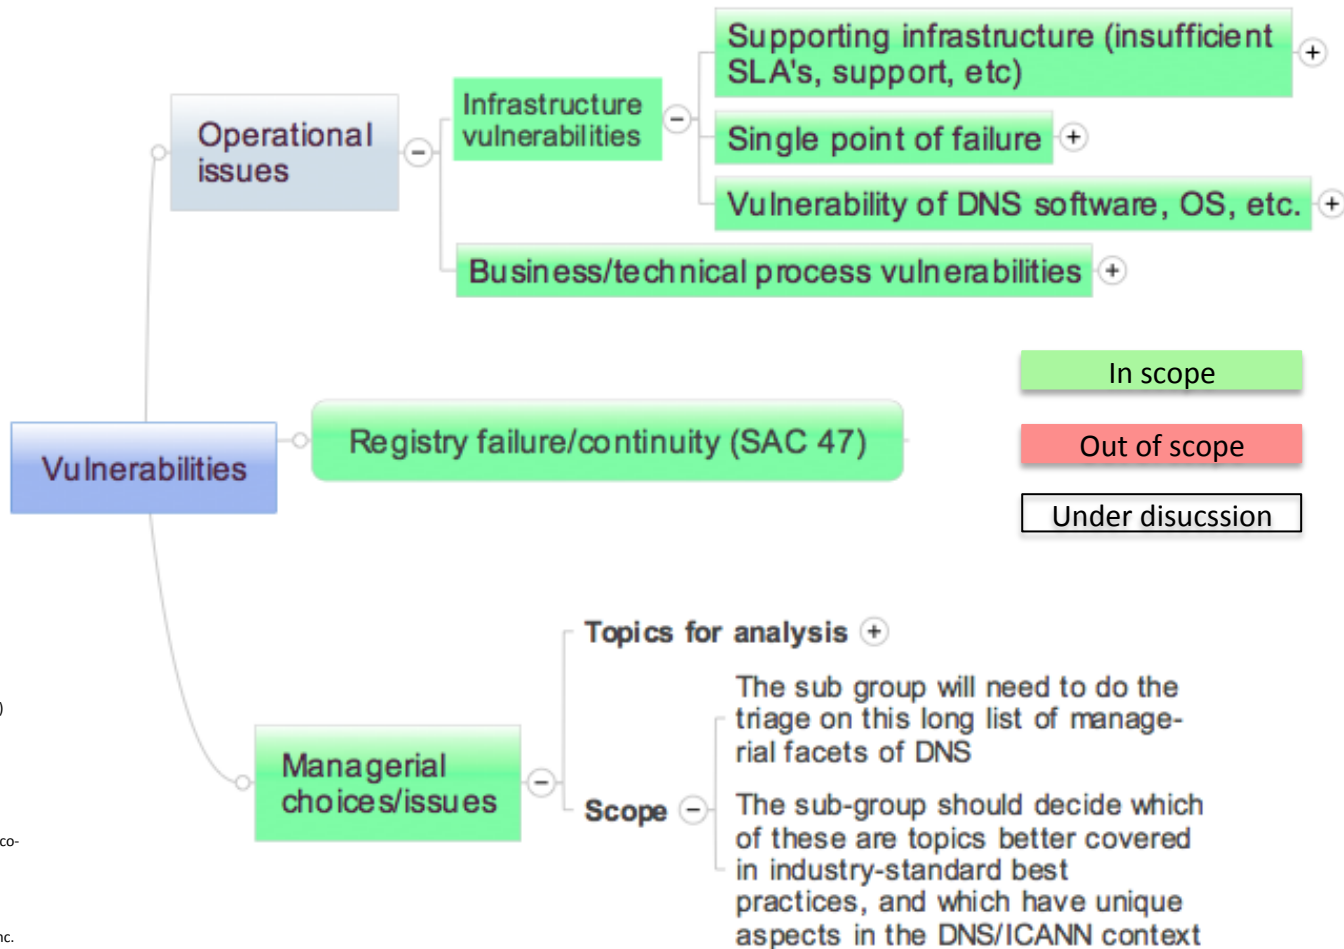 Supporting infrastructure (insufficient
SLA's, support, etc)
Infrastructure
vulnerabilities
Operational
issues
Single point of failure
Vulnerability of DNS software, OS, etc.
Business/technical process vulnerabilities
In scope
Registry failure/continuity (SAC 47)
Out of scope
Vulnerabilities
Under disucssion
Topics for analysis
The sub group will need to do the
triage on this long list of manage-
rial facets of DNS
)
Managerial
choices/issues
Scope
The sub-group should decide which
of these are topics better covered
in industry-standard best
practices, and which have unique
aspects in the DNS/ICANN context
co-
nc.